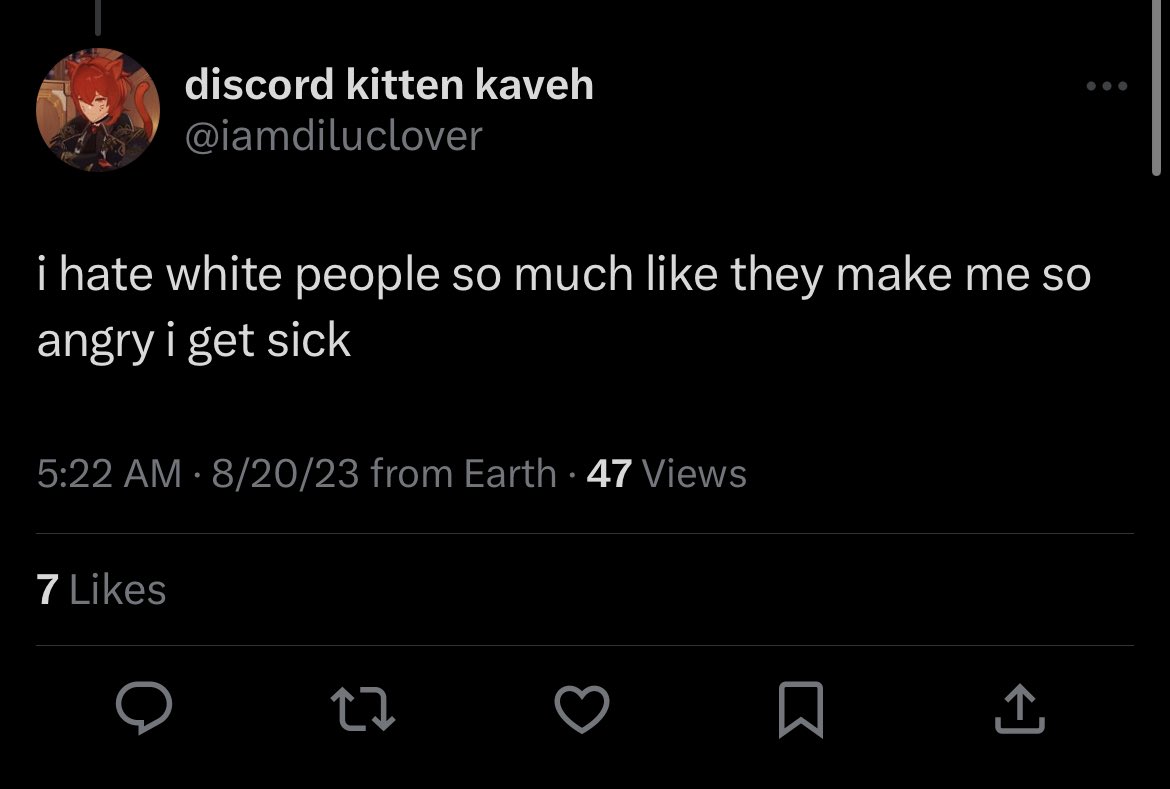 discord kitten kaveh
@iamdiluclover
i hate white people so much like they make me so
angry i get sick
5:22 AM · 8/20/23 from Earth · 47 Views
7 Likes